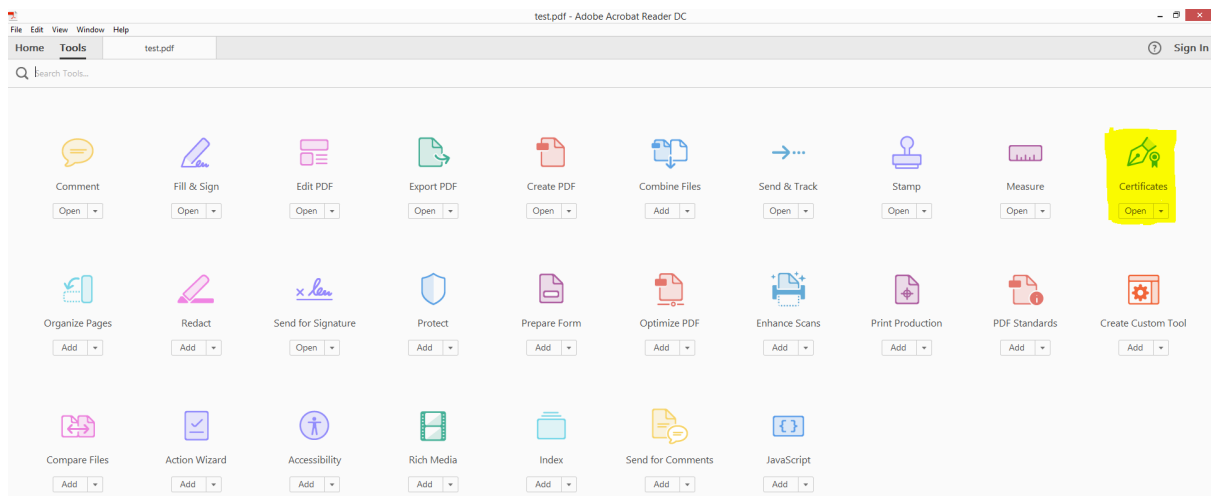 test.pdf - Adobe Acrobat Reader DC
File Edit View Window Help
Home Tools test.pdf Sign In
Search Tools...
Comment Fill & Sign Edit PDF Export PDF Create PDF Combine Files Send & Track Stamp Measure Certificates
Open Open Open Open Open Add Open Open Open Open
Organize Pages Redact Send for Signature Protect Prepare Form Optimize PDF Enhance Scans Print Production PDF Standards Create Custom Tool
Add Add Open Add Add Add Add Add Add Add
Compare Files Action Wizard Accessibility Rich Media Index Send for Comments JavaScript
Add Add Add Add Add Add Add